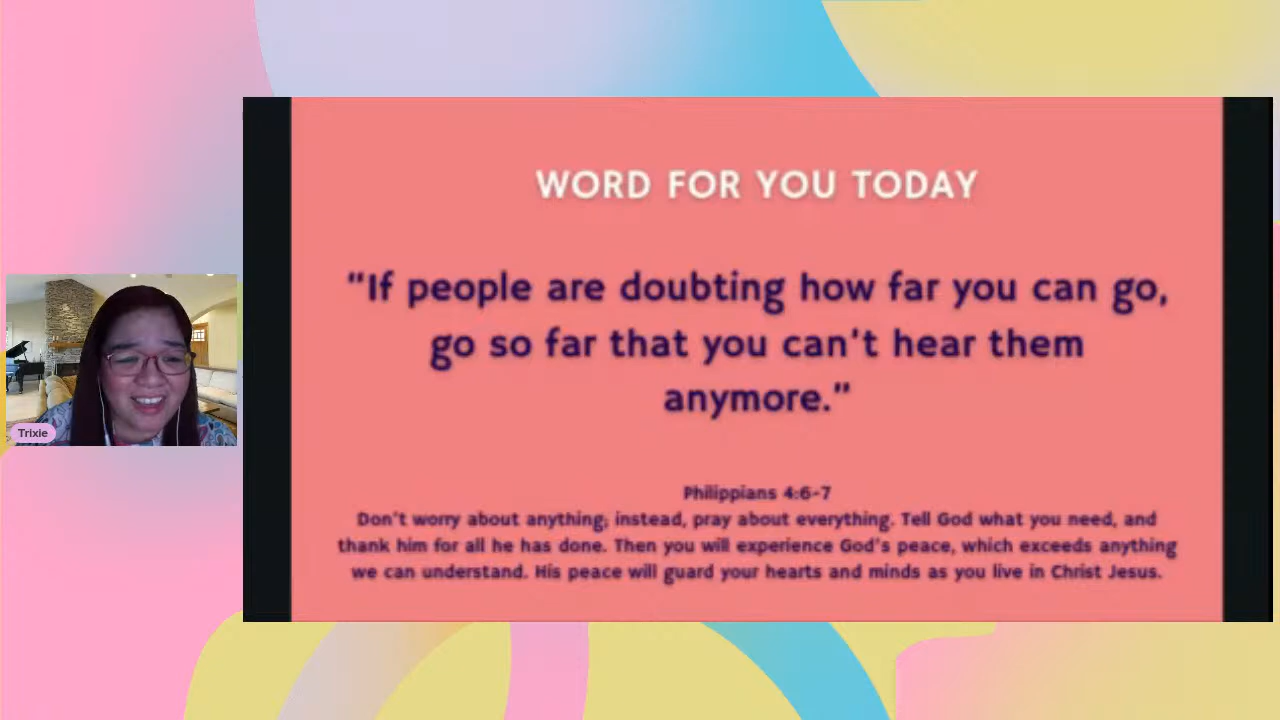 WORD FOR YOU TODAY
"If people are doubting how far you can go,
go so far that you can't hear them
anymore."
Philippians 4:6-7
Don't worry about anything; instead, pray about everything. Tell God what you need, and
thank him for all he has done. Then you will experience God's peace, which exceeds anything
we can understand. His peace will guard your hearts and minds as you live in Christ Jesus.
Trixie